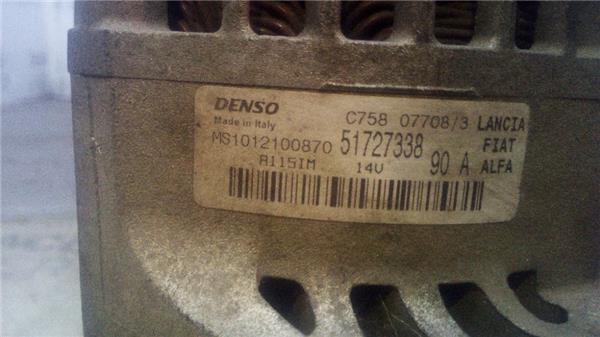 DENSO C758 07708/3 LANCIA
Made in Italy FIAT
MS1012100870 51727338 90 A ALFA
A115IM 14V